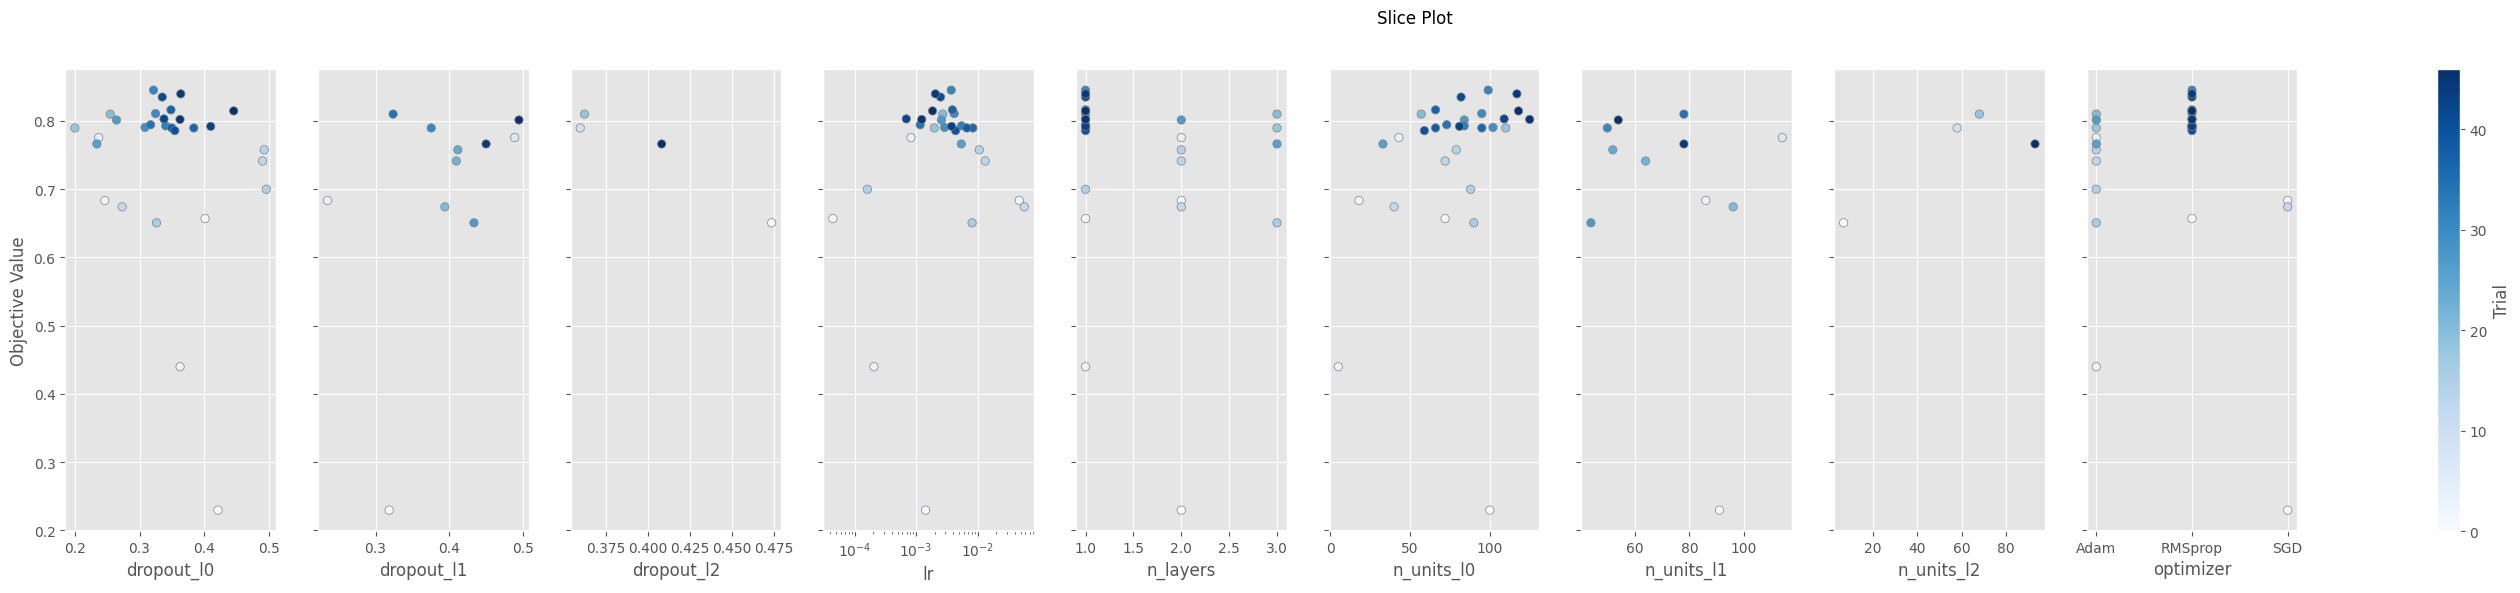 Slice Plot
Objective Value
0.8
0.7
0.6
0.5
0.4
0.3
0.2
0.2 0.3 0.4 0.5
dropout_l0
0.3 0.4 0.5
dropout_l1
0.375 0.400 0.425 0.450 0.475
dropout_l2
10⁻⁴ 10⁻³ 10⁻²
lr
1.0 1.5 2.0 2.5 3.0
n_layers
0 50 100
n_units_l0
60 80 100
n_units_l1
20 40 60 80
n_units_l2
Adam RMSprop SGD
optimizer
40
30
20
10
0
Trial